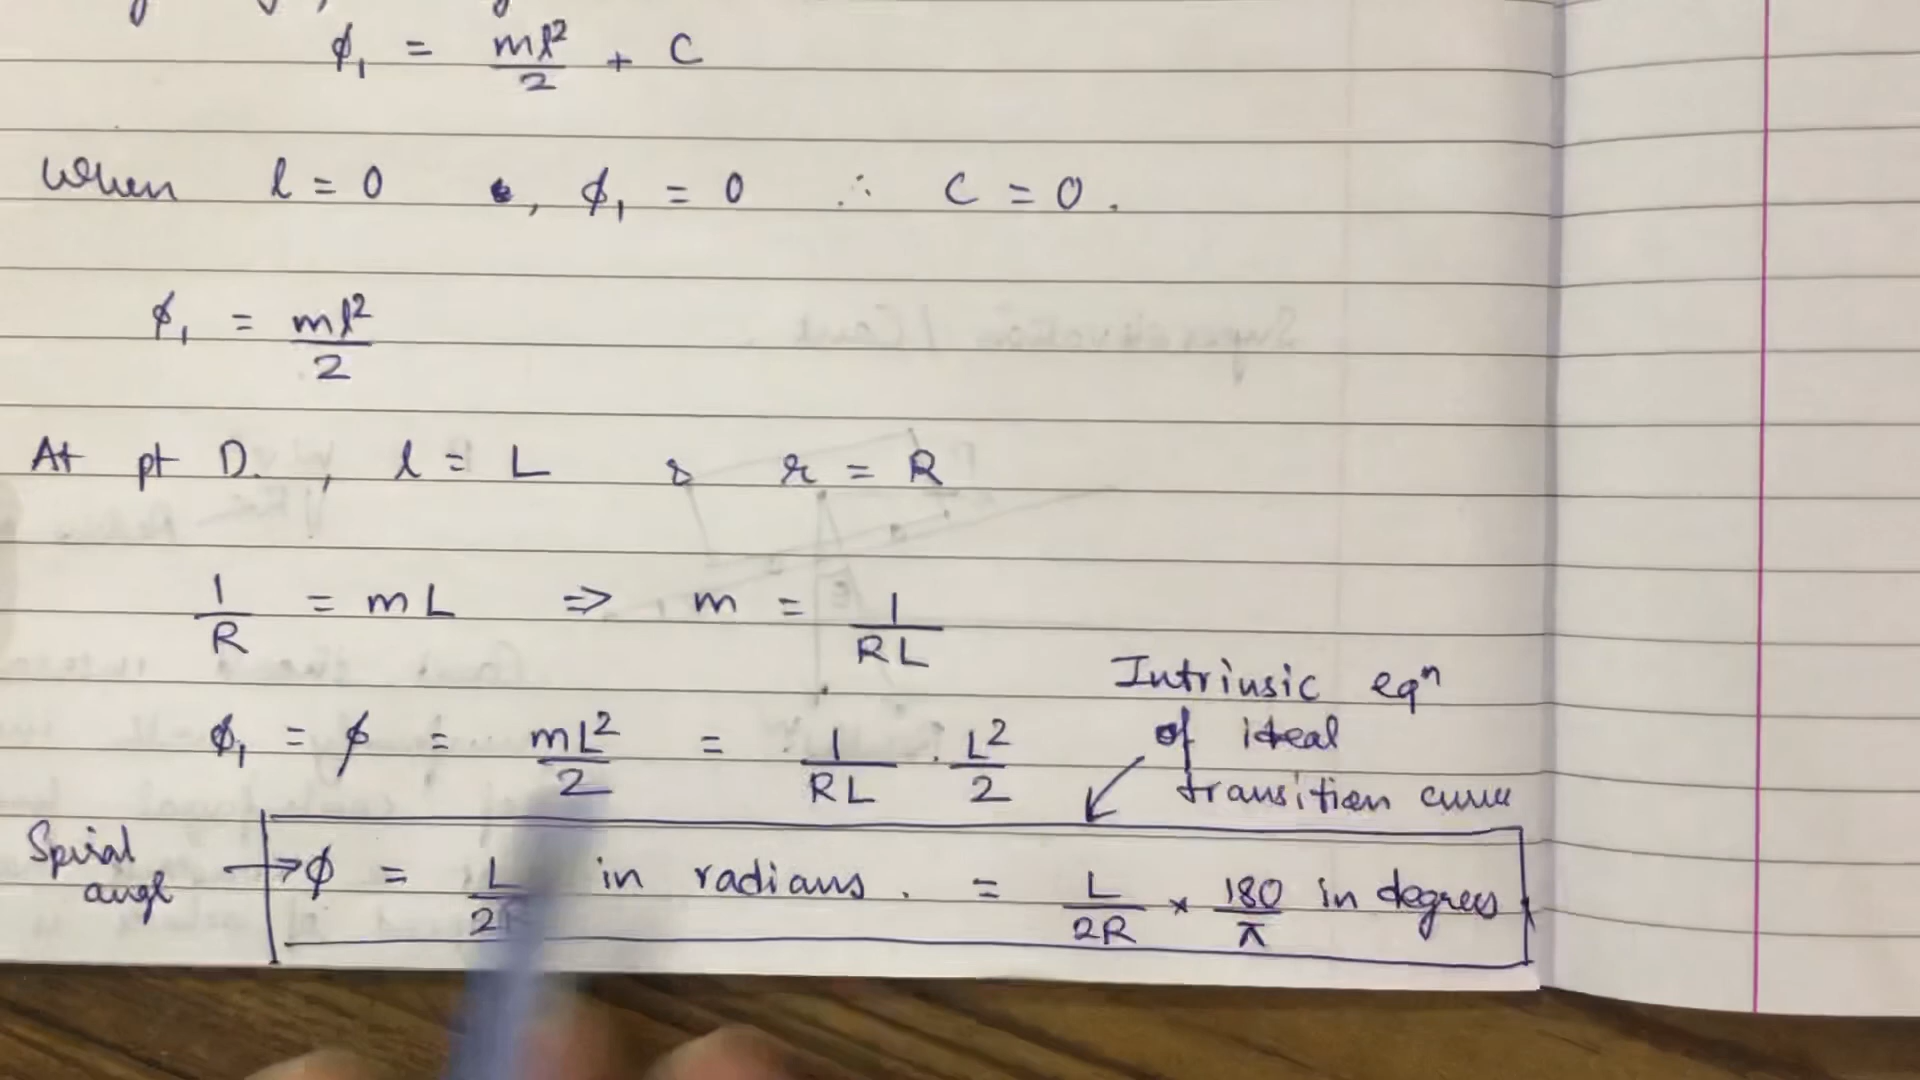 ϕ₁ = ml²/2 + C
When l = 0 , ϕ₁ = 0 ∴ C = 0.
ϕ₁ = ml²/2
At pt D., l = L & r = R
1/R = mL ⇒ m = 1/RL
Intrinsic eqⁿ
of ideal
transition curve
ϕ₁ = ϕ = mL²/2 = 1/RL . L²/2
Spiral
angl
→ ϕ = L/2R in radians. = L/2R × 180/π in degrees